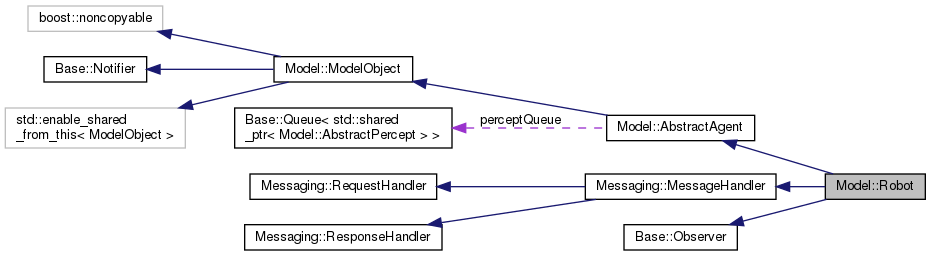 boost::noncopyable
Base::Notifier
Model::ModelObject
std::enable_shared
_from_this< ModelObject >
Base::Queue< std::shared
_ptr< Model::AbstractPercept > >
perceptQueue
Model::AbstractAgent
Messaging::RequestHandler
Messaging::MessageHandler
Model::Robot
Messaging::ResponseHandler
Base::Observer